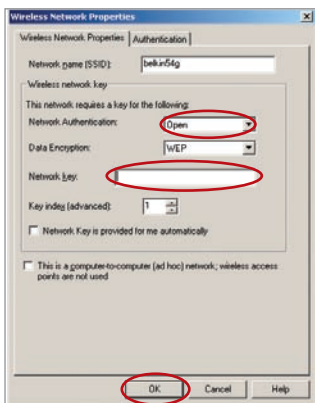 Wireless Network Properties
Wireless Network Properties
Authentication
Network name (SSID):
belkin54g
Wireless network key
This network requires a key for the following:
Network Authentication:
Open
Data Encryption:
WEP
Network key:
Key index (advanced):
1
Network Key is provided for me automatically
This is a computer-to-computer (ad hoc) network; wireless access
points are not used
OK
Cancel
Help